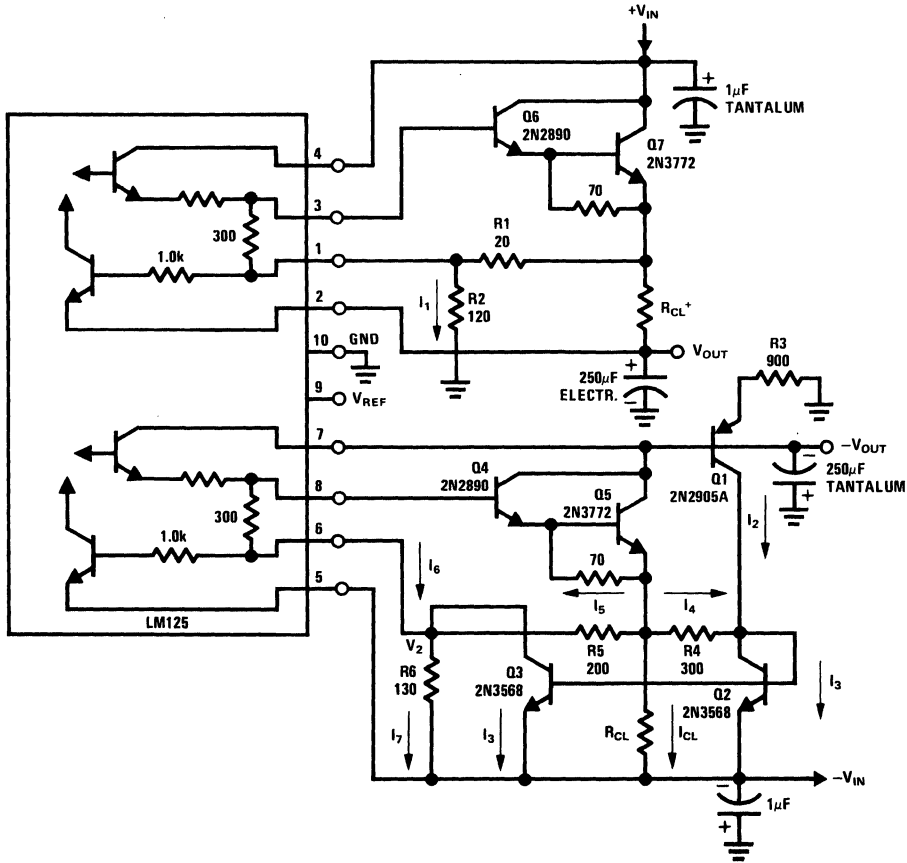 +VIN
+
1μF
TANTALUM
Q6
2N2890
Q7
2N3772
4
70
3
300
R1
20
1.0k
1
I1
R2
120
RCL+
2
10 GND
VOUT
R3
900
+
250μF
ELECTR.
−
9
VREF
7
−VOUT
Q4
2N2890
−
250μF
TANTALUM
+
Q1
2N2905A
Q5
2N3772
8
300
I2
6
1.0k
I6
70
5
I5
I4
LM125
V2
R5
200
R4
300
R6
130
Q3
2N3568
Q2
2N3568
I3
I7
I3
RCL
ICL
−VIN
−
1μF
+